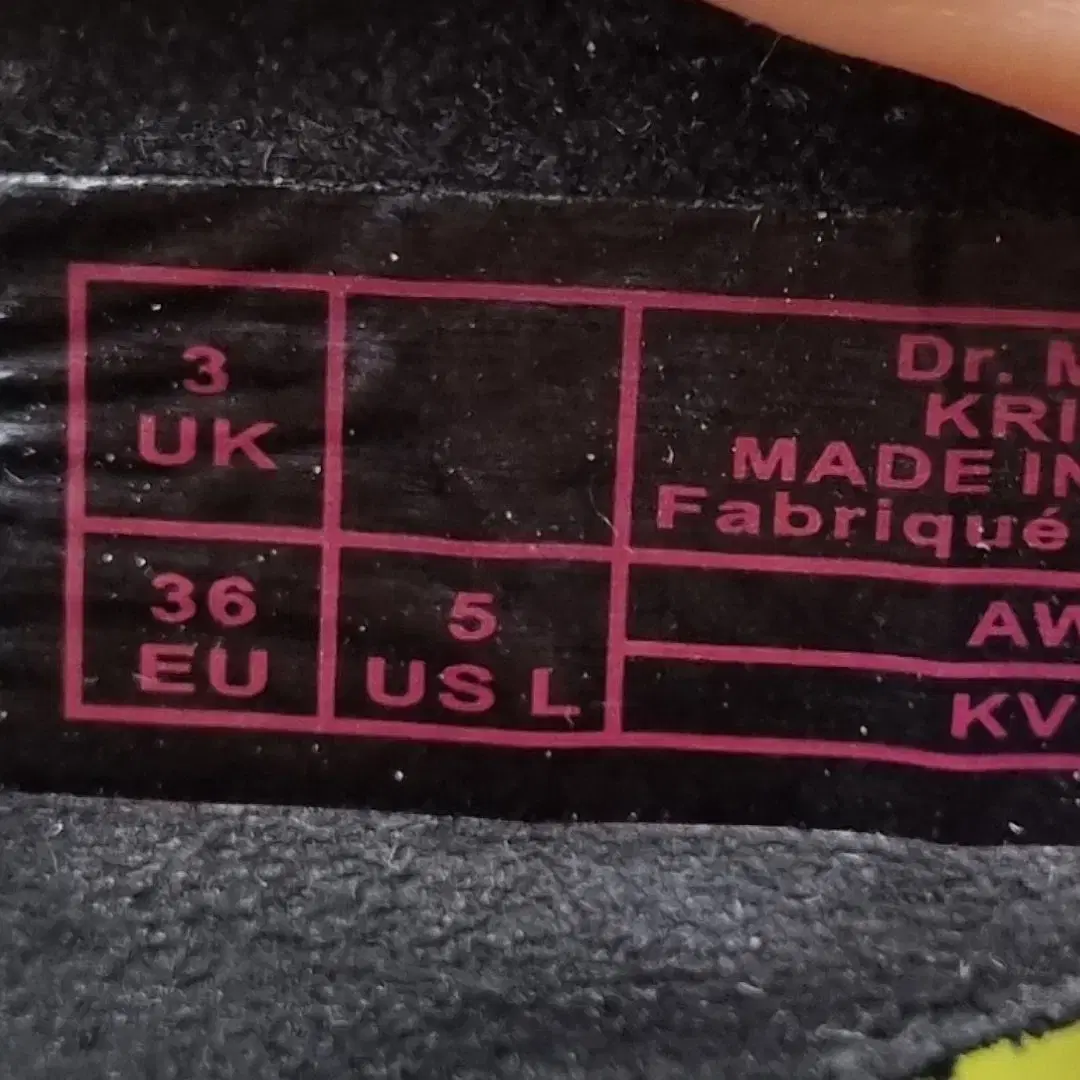 3
UK
36
EU
5
US L
Dr. M
KRI
MADE IN
Fabriqué
AW
KV